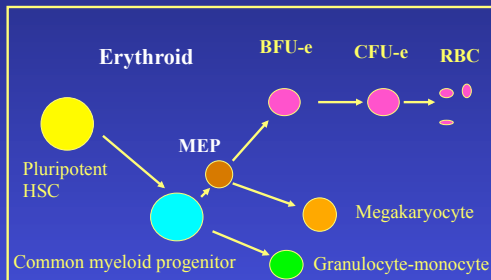 Erythroid
BFU-e
CFU-e
RBC
MEP
Pluripotent
HSC
Megakaryocyte
Common myeloid progenitor
Granulocyte-monocyte